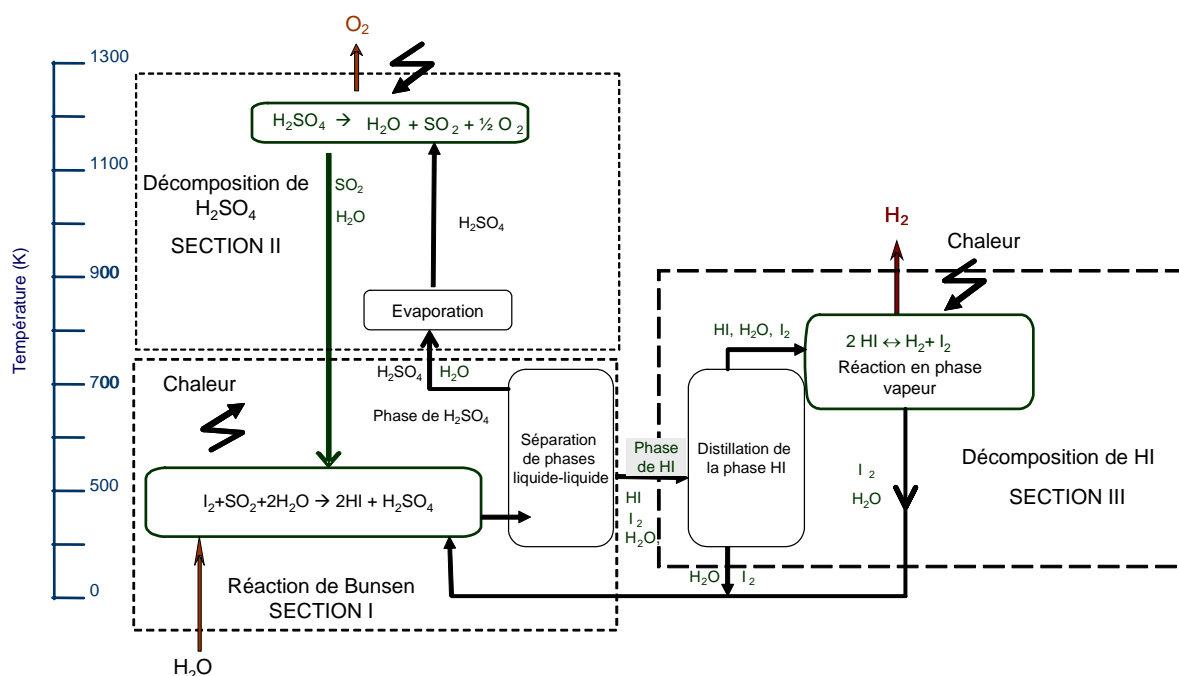 Température (K)
1300
1100
900
700
500
0
O2
H2SO4 → H2O + SO2 + ½ O2
Décomposition de
H2SO4
SECTION II
SO2
H2O
H2SO4
Evaporation
H2SO4
H2O
Phase de H2SO4
Chaleur
I2+SO2+2H2O → 2HI + H2SO4
Séparation
de phases
liquide-liquide
Réaction de Bunsen
SECTION I
H2O
Phase
de HI
HI
I2
H2O,
Distillation de
la phase HI
HI, H2O, I2
H2O
I2
H2
Chaleur
2 HI ↔ H2+ I2
Réaction en phase
vapeur
I2
H2O
Décomposition de HI
SECTION III